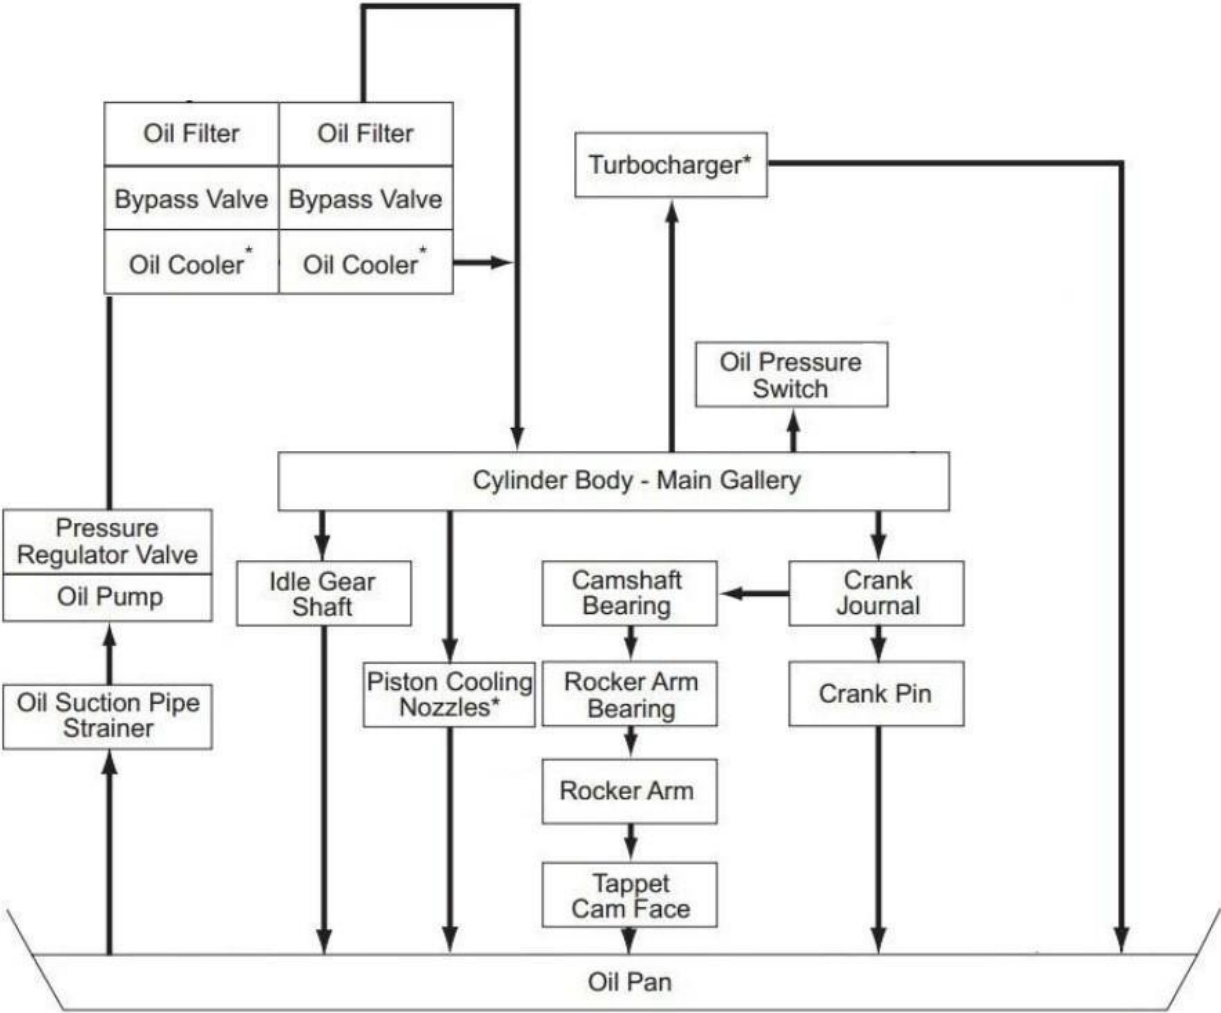 Oil Filter
Oil Filter
Bypass Valve
Bypass Valve
Oil Cooler*
Oil Cooler*
Turbocharger*
Oil Pressure
Switch
Cylinder Body - Main Gallery
Pressure
Regulator Valve
Oil Pump
Idle Gear
Shaft
Camshaft
Bearing
Crank
Journal
Oil Suction Pipe
Strainer
Piston Cooling
Nozzles*
Rocker Arm
Bearing
Crank Pin
Rocker Arm
Tappet
Cam Face
Oil Pan